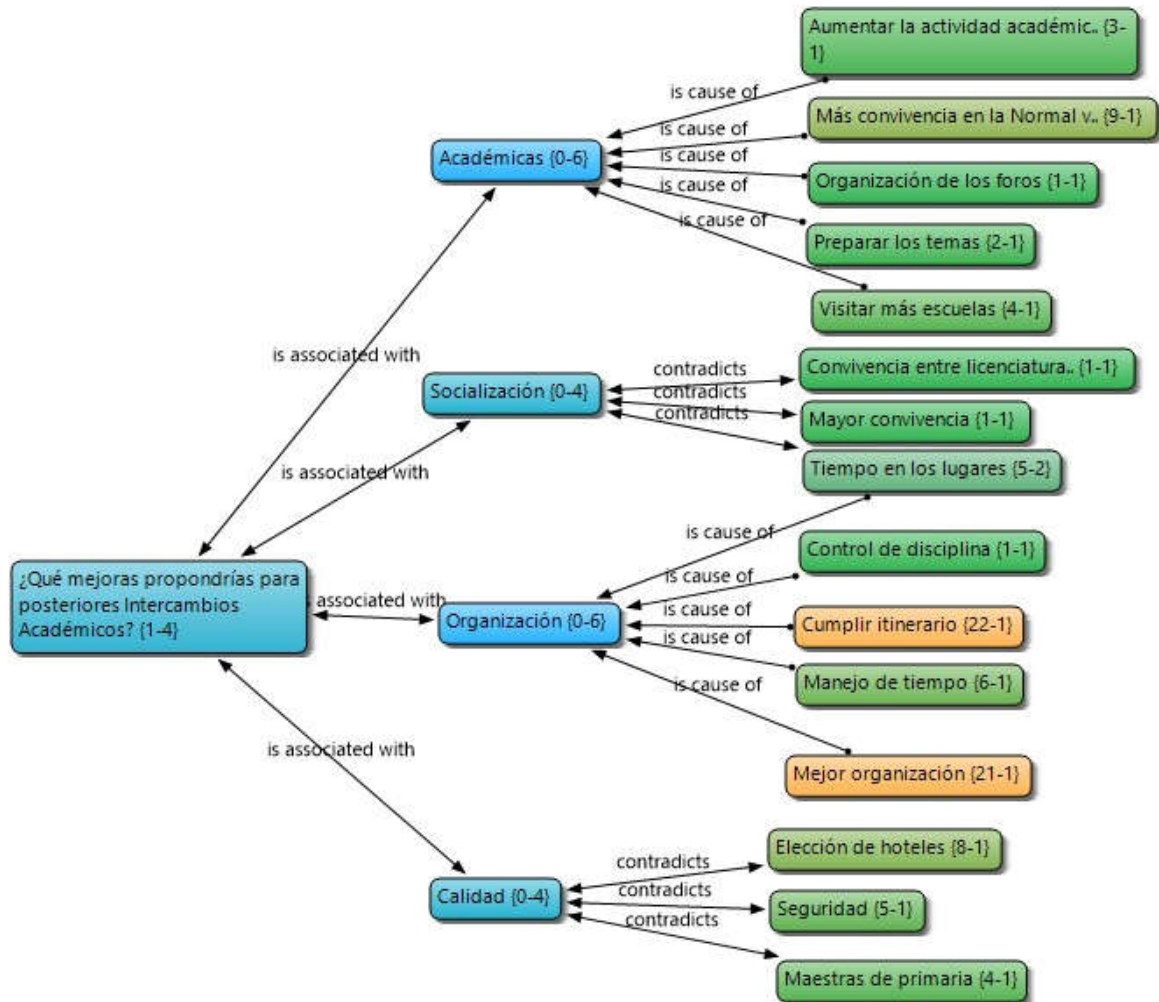 Aumentar la actividad académic.. {3-
1}
is cause of
Más convivencia en la Normal v.. {9-1}
is cause of
Académicas {0-6}
is cause of
Organización de los foros {1-1}
is cause of
Preparar los temas {2-1}
is cause of
Visitar más escuelas {4-1}
is associated with
Socialización {0-4}
contradicts
Convivencia entre licenciatura.. {1-1}
contradicts
Mayor convivencia {1-1}
contradicts
Tiempo en los lugares {5-2}
is associated with
is cause of
Control de disciplina {1-1}
is cause of
¿Qué mejoras propondrías para
posteriores Intercambios
Académicos? {1-4}
is associated with
Organización {0-6}
is cause of
Cumplir itinerario {22-1}
is cause of
Manejo de tiempo {6-1}
is cause of
Mejor organización {21-1}
is associated with
Calidad {0-4}
contradicts
Elección de hoteles {8-1}
contradicts
Seguridad {5-1}
contradicts
Maestras de primaria {4-1}